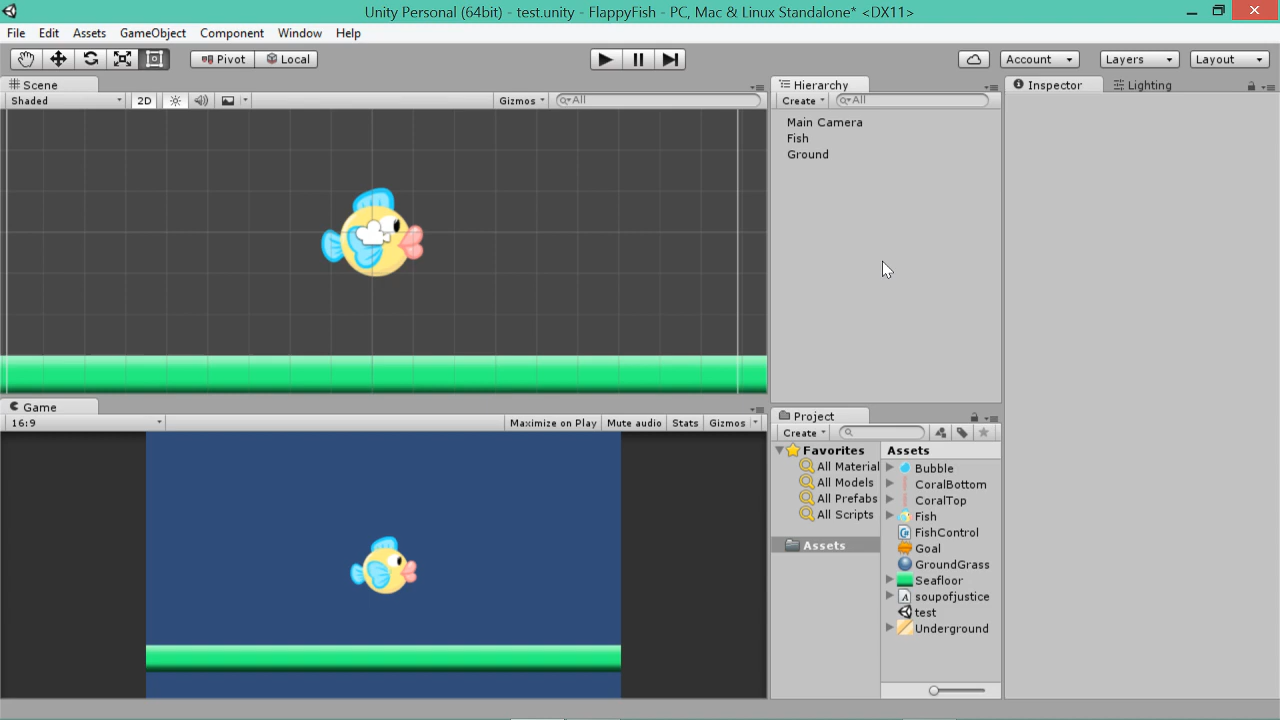 Unity Personal (64bit) - test.unity - FlappyFish - PC, Mac & Linux Standalone* <DX11>
File Edit Assets GameObject Component Window Help
Pivot Local Account Layers Layout
Scene
Shaded 2D Gizmos All
Hierarchy
Create All
Main Camera
Fish
Ground
Inspector Lighting
Game
16:9 Maximize on Play Mute audio Stats Gizmos
Project
Create
Favorites
All Material
All Models
All Prefabs
All Scripts
Assets
Assets
Bubble
CoralBottom
CoralTop
Fish
FishControl
Goal
GroundGrass
Seafloor
soupofjustice
test
Underground